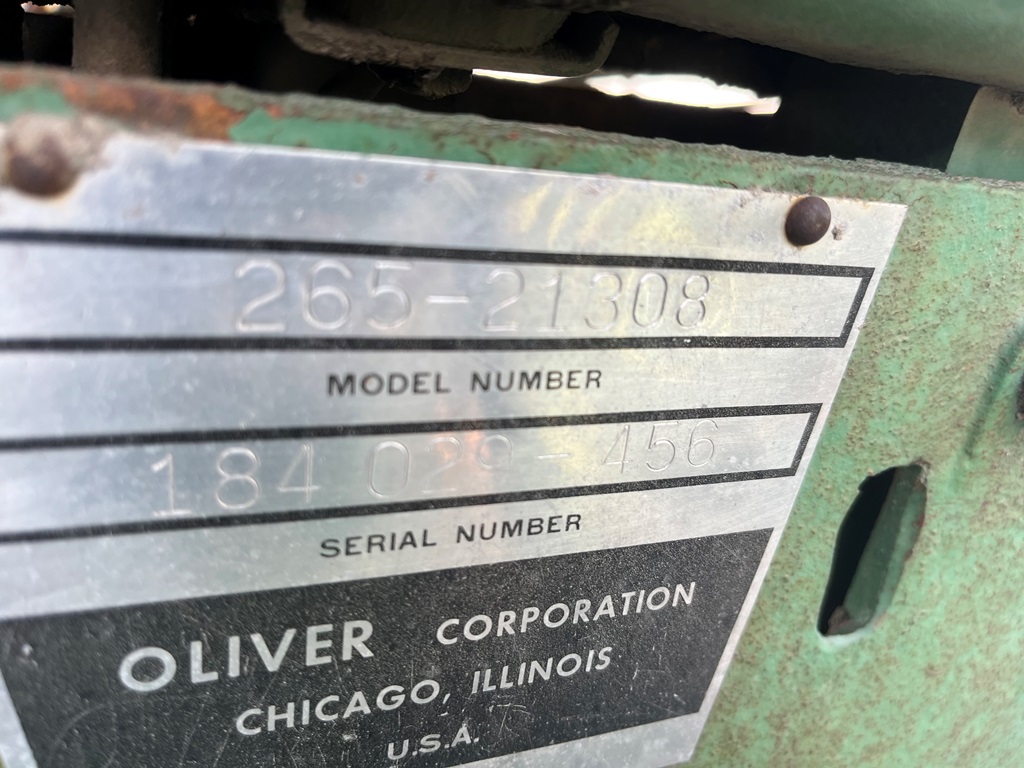 265-21308
MODEL NUMBER
184 029-456
SERIAL NUMBER
OLIVER CORPORATION
CHICAGO, ILLINOIS
U.S.A.